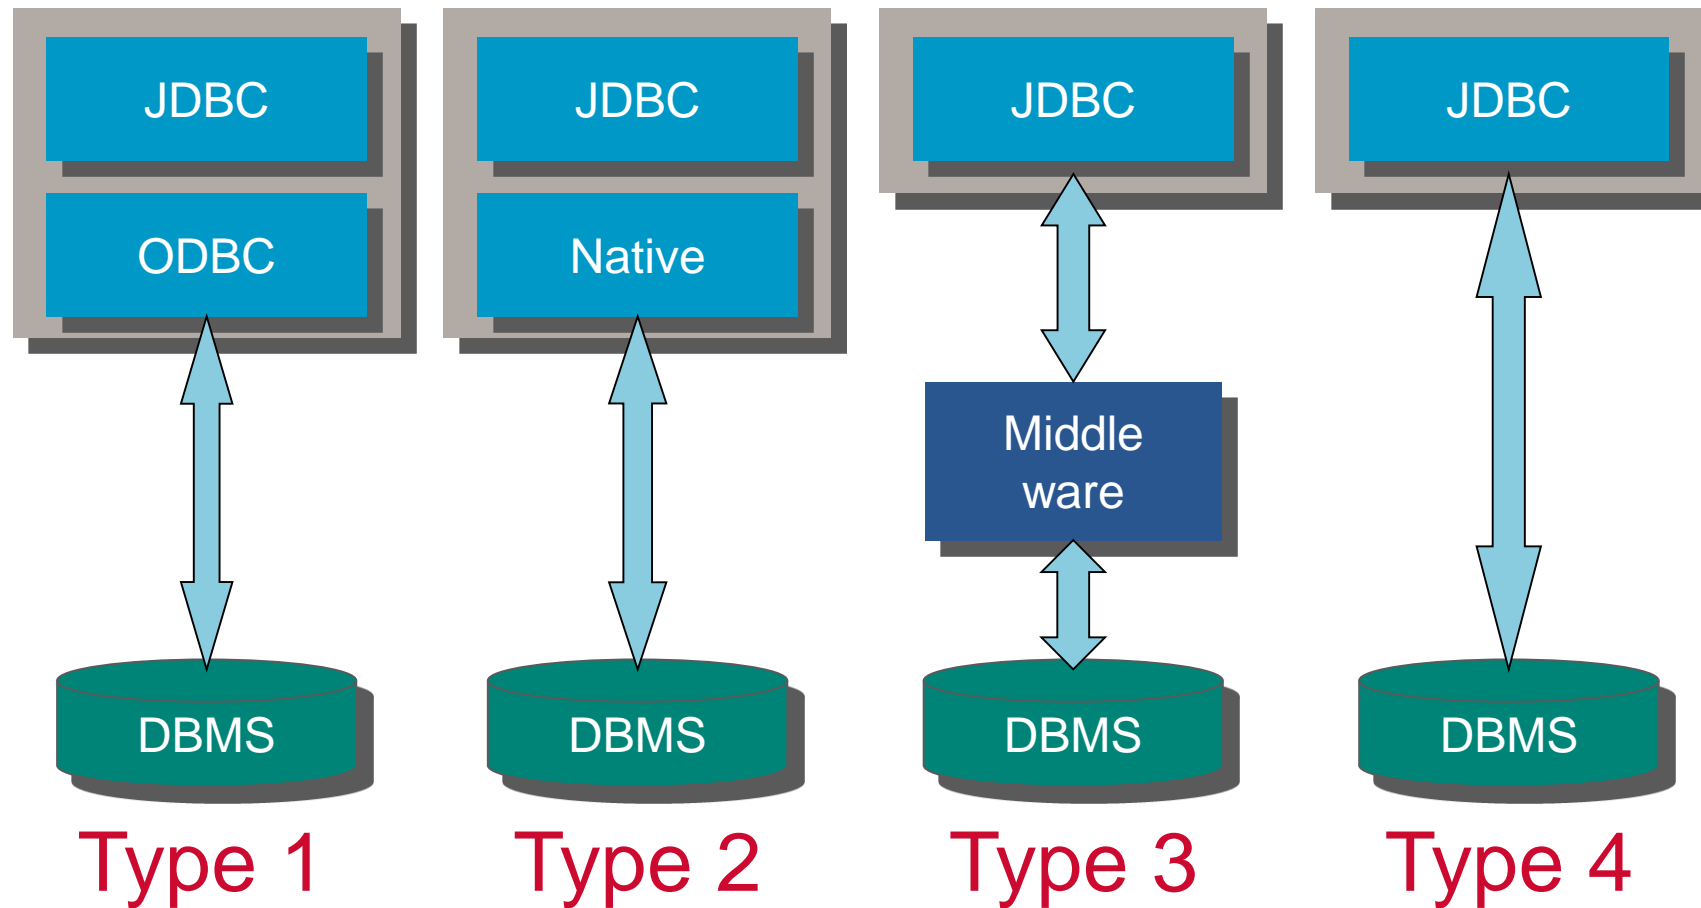 JDBC
ODBC
DBMS
Type 1
JDBC
Native
DBMS
Type 2
JDBC
Middle
ware
DBMS
Type 3
JDBC
DBMS
Type 4